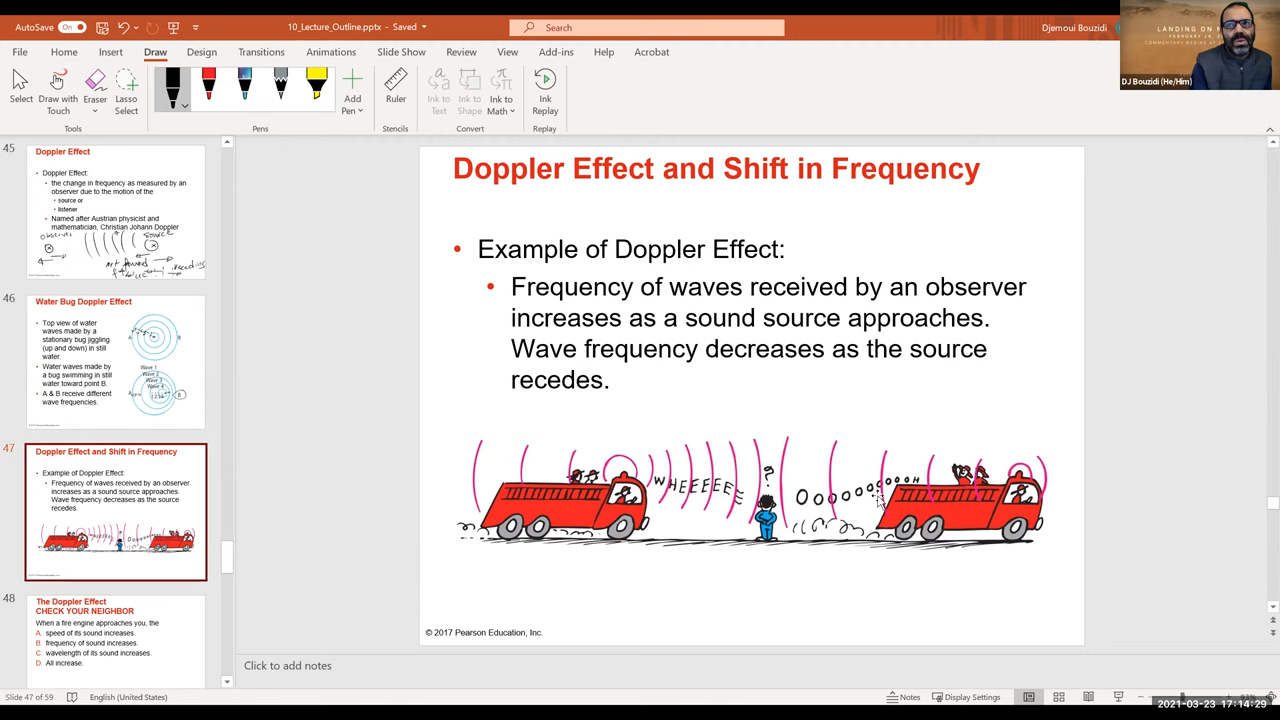 AutoSave On
10_Lecture_Outline.pptx - Saved
Search
Djemoui Bouzidi
File Home Insert Draw Design Transitions Animations Slide Show Review View Add-ins Help Acrobat
Select
Draw with Touch
Eraser
Lasso Select
Add Pen
Ruler
Ink to Text
Ink to Shape
Ink to Math
Ink Replay
Tools
Pens
Stencils
Convert
Replay
DJ Bouzidi (He/Him)
45
Doppler Effect
• Doppler Effect:
• the change in frequency as measured by an
observer due to the motion of the
• source or
• listener
• Named after Austrian physicist and
mathematician, Christian Johann Doppler
observer
source
46
Water Bug Doppler Effect
• Top view of water
waves made by a
stationary bug jiggling
(up and down) in still
water.
• Water waves made by
a bug swimming in still
water toward point B.
• A & B receive different
wave frequencies.
A B
Wave 1
Wave 2
Wave 3
Wave 4
47
Doppler Effect and Shift in Frequency
• Example of Doppler Effect:
• Frequency of waves received by an observer
increases as a sound source approaches.
Wave frequency decreases as the source
recedes.
48
The Doppler Effect
CHECK YOUR NEIGHBOR
When a fire engine approaches you, the
A. speed of its sound increases.
B. frequency of sound increases.
C. wavelength of its sound increases.
D. All increase.
Doppler Effect and Shift in Frequency
• Example of Doppler Effect:
• Frequency of waves received by an observer
increases as a sound source approaches.
Wave frequency decreases as the source
recedes.
?
© 2017 Pearson Education, Inc.
Click to add notes
Slide 47 of 59
English (United States)
Notes
Display Settings
2021-03-23 17:14:29